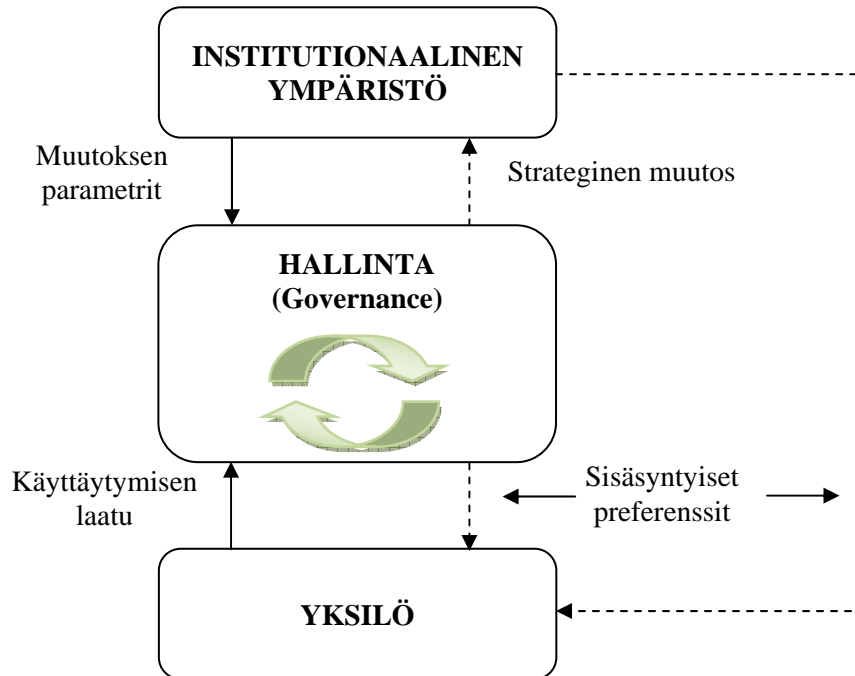 INSTITUTIONAALINEN
YMPÄRISTÖ
Muutoksen
parametrit
Strateginen muutos
HALLINTA
(Governance)
Käyttäytymisen
laatu
Sisäsyntyiset
preferenssit
YKSILÖ